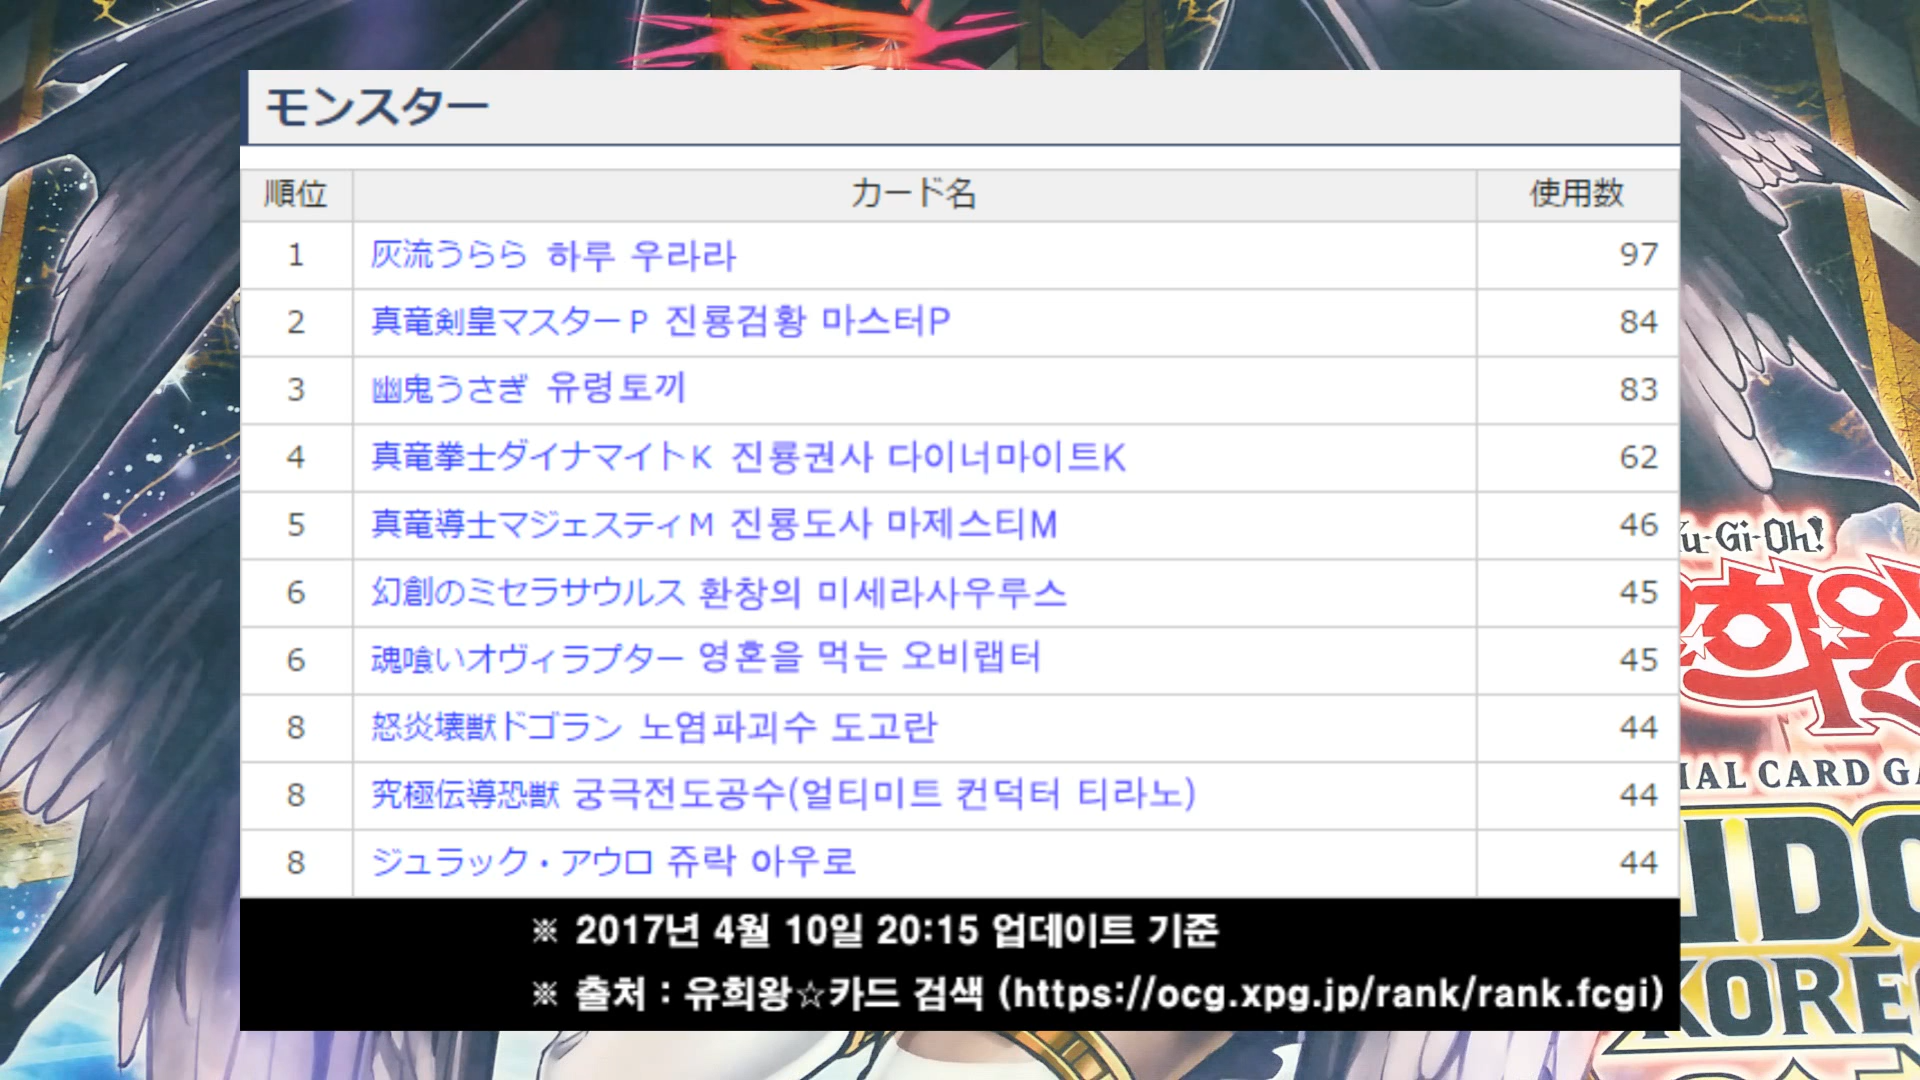 モンスター
順位 カード名 使用数
1 灰流うらら 하루 우라라 97
2 真竜剣皇マスターP 진룡검황 마스터P 84
3 幽鬼うさぎ 유령토끼 83
4 真竜拳士ダイナマイトK 진룡권사 다이너마이트K 62
5 真竜導士マジェスティM 진룡도사 마제스티M 46
6 幻創のミセラサウルス 환창의 미세라사우루스 45
6 魂喰いオヴィラプター 영혼을 먹는 오비랩터 45
8 怒炎壊獣ドゴラン 노염파괴수 도고란 44
8 究極伝導恐獣 궁극전도공수(얼티미트 컨덕터 티라노) 44
8 ジュラック・アウロ 쥬락 아우로 44
※ 2017년 4월 10일 20:15 업데이트 기준
※ 출처 : 유희왕☆카드 검색 (https://ocg.xpg.jp/rank/rank.fcgi)
Yu-Gi-Oh!
CARD
KORE